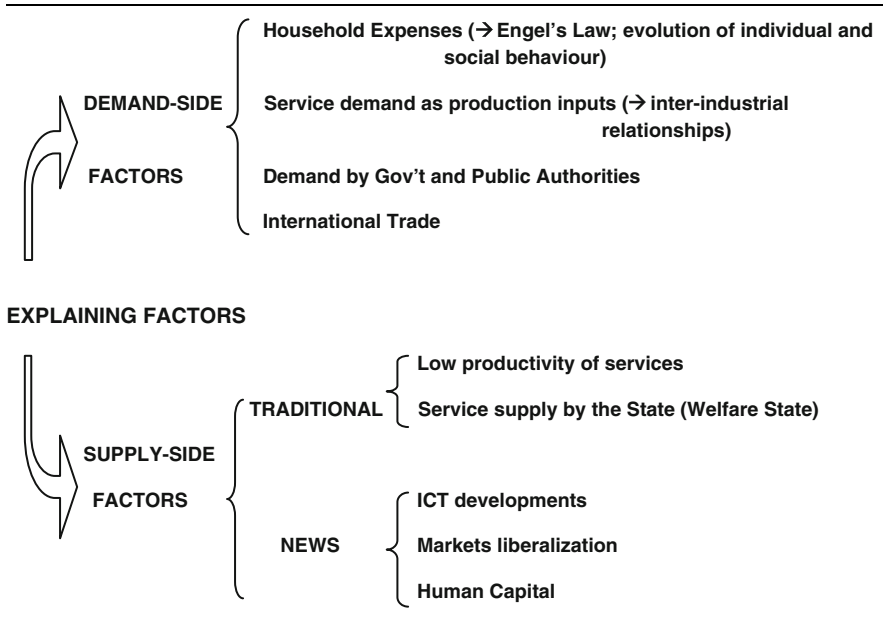 Household Expenses (→ Engel's Law; evolution of individual and
social behaviour)
DEMAND-SIDE
Service demand as production inputs (→ inter-industrial
relationships)
FACTORS
Demand by Gov't and Public Authorities
International Trade
EXPLAINING FACTORS
Low productivity of services
TRADITIONAL
Service supply by the State (Welfare State)
SUPPLY-SIDE
FACTORS
ICT developments
NEWS
Markets liberalization
Human Capital